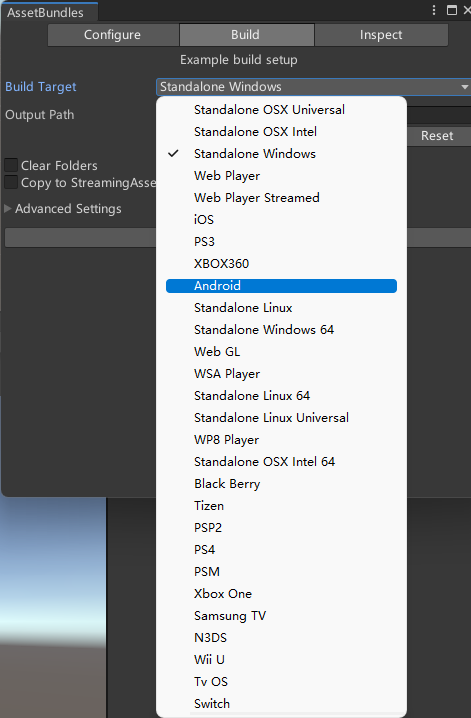 AssetBundles
Configure Build Inspect
Example build setup
Build Target Standalone Windows
Output Path
Reset
Clear Folders
Copy to StreamingAsse
Advanced Settings
Standalone OSX Universal
Standalone OSX Intel
Standalone Windows
Web Player
Web Player Streamed
iOS
PS3
XBOX360
Android
Standalone Linux
Standalone Windows 64
Web GL
WSA Player
Standalone Linux 64
Standalone Linux Universal
WP8 Player
Standalone OSX Intel 64
Black Berry
Tizen
PSP2
PS4
PSM
Xbox One
Samsung TV
N3DS
Wii U
Tv OS
Switch